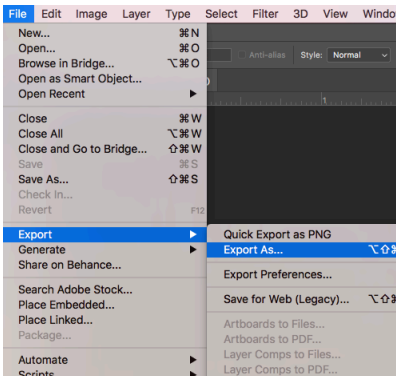 File Edit Image Layer Type Select Filter 3D View Window
New... ⌘N
Open... ⌘O
Browse in Bridge... ⌥⌘O
Anti-alias Style: Normal
Open as Smart Object...
Open Recent ▶
Close ⌘W
Close All ⌥⌘W
Close and Go to Bridge... ⇧⌘W
Save ⌘S
Save As... ⇧⌘S
Check In...
Revert F12
Export ▶
Generate ▶
Share on Behance...
Search Adobe Stock...
Place Embedded...
Place Linked...
Package...
Automate ▶
Scripts ▶
Quick Export as PNG
Export As...
Export Preferences...
Save for Web (Legacy)...
Artboards to Files...
Artboards to PDF...
Layer Comps to Files...
Layer Comps to PDF...